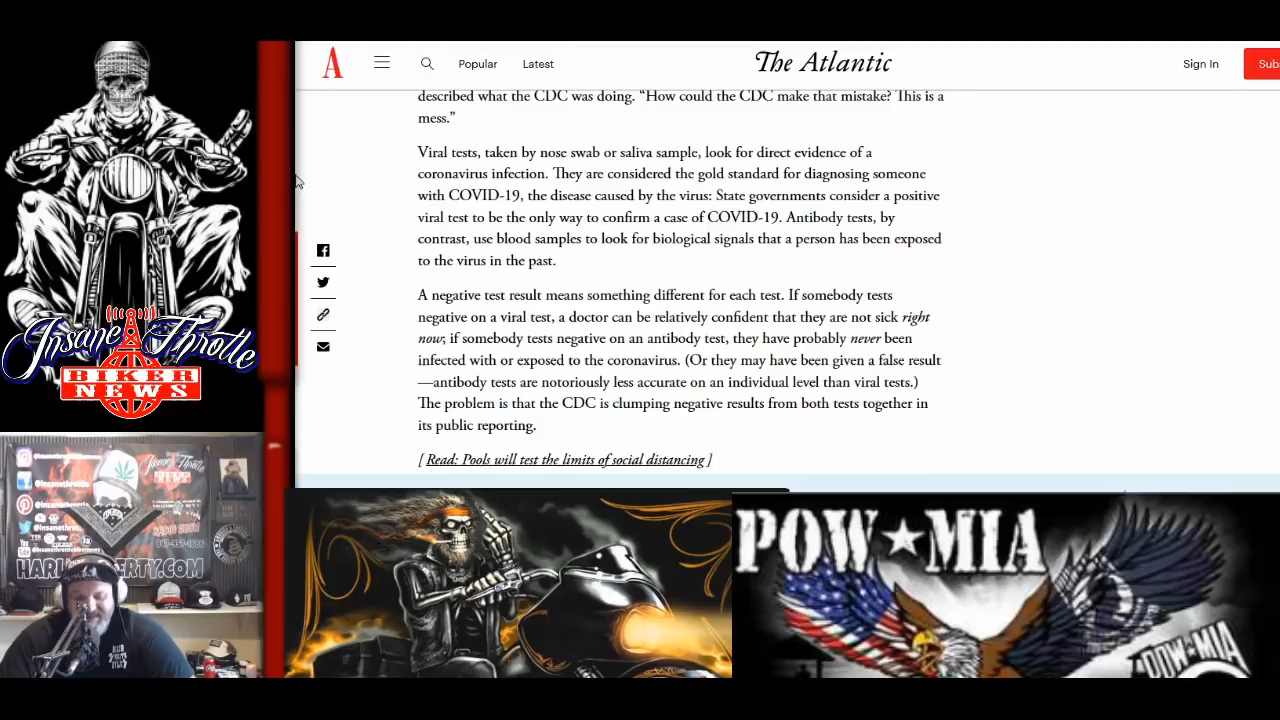 Popular
Latest
The Atlantic
Sign In
Subs
described what the CDC was doing. “How could the CDC make that mistake? This is a
mess.”
Viral tests, taken by nose swab or saliva sample, look for direct evidence of a
coronavirus infection. They are considered the gold standard for diagnosing someone
with COVID-19, the disease caused by the virus: State governments consider a positive
viral test to be the only way to confirm a case of COVID-19. Antibody tests, by
contrast, use blood samples to look for biological signals that a person has been exposed
to the virus in the past.
A negative test result means something different for each test. If somebody tests
negative on a viral test, a doctor can be relatively confident that they are not sick right
now; if somebody tests negative on an antibody test, they have probably never been
infected with or exposed to the coronavirus. (Or they may have been given a false result
—antibody tests are notoriously less accurate on an individual level than viral tests.)
The problem is that the CDC is clumping negative results from both tests together in
its public reporting.
[ Read: Pools will test the limits of social distancing ]
Insane Throttle
BIKER
NEWS
POW★MIA
POW★MIA